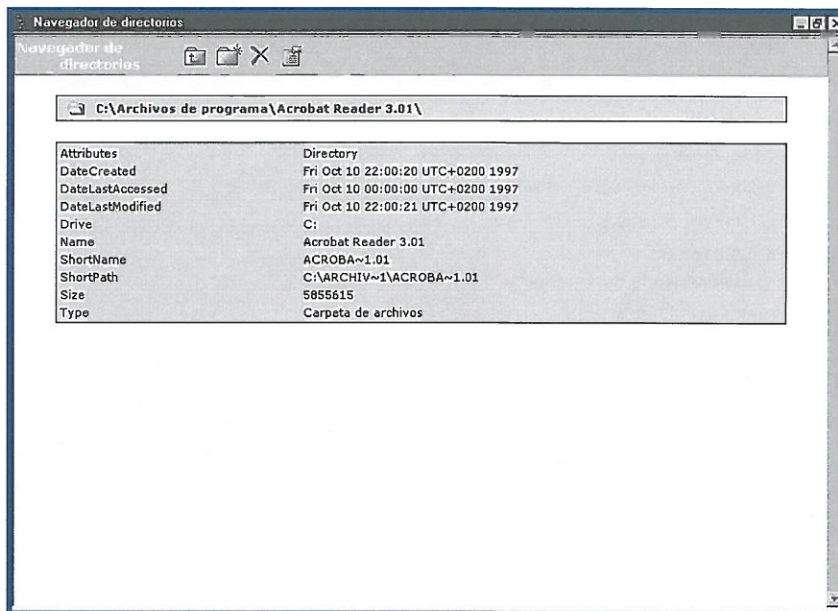 Navegador de directorios
Navegador de
directorios
C:\Archivos de programa\Acrobat Reader 3.01\
Attributes Directory
DateCreated Fri Oct 10 22:00:20 UTC+0200 1997
DateLastAccessed Fri Oct 10 00:00:00 UTC+0200 1997
DateLastModified Fri Oct 10 22:00:21 UTC+0200 1997
Drive C:
Name Acrobat Reader 3.01
ShortName ACROBA~1.01
ShortPath C:\ARCHIV~1\ACROBA~1.01
Size 5855615
Type Carpeta de archivos